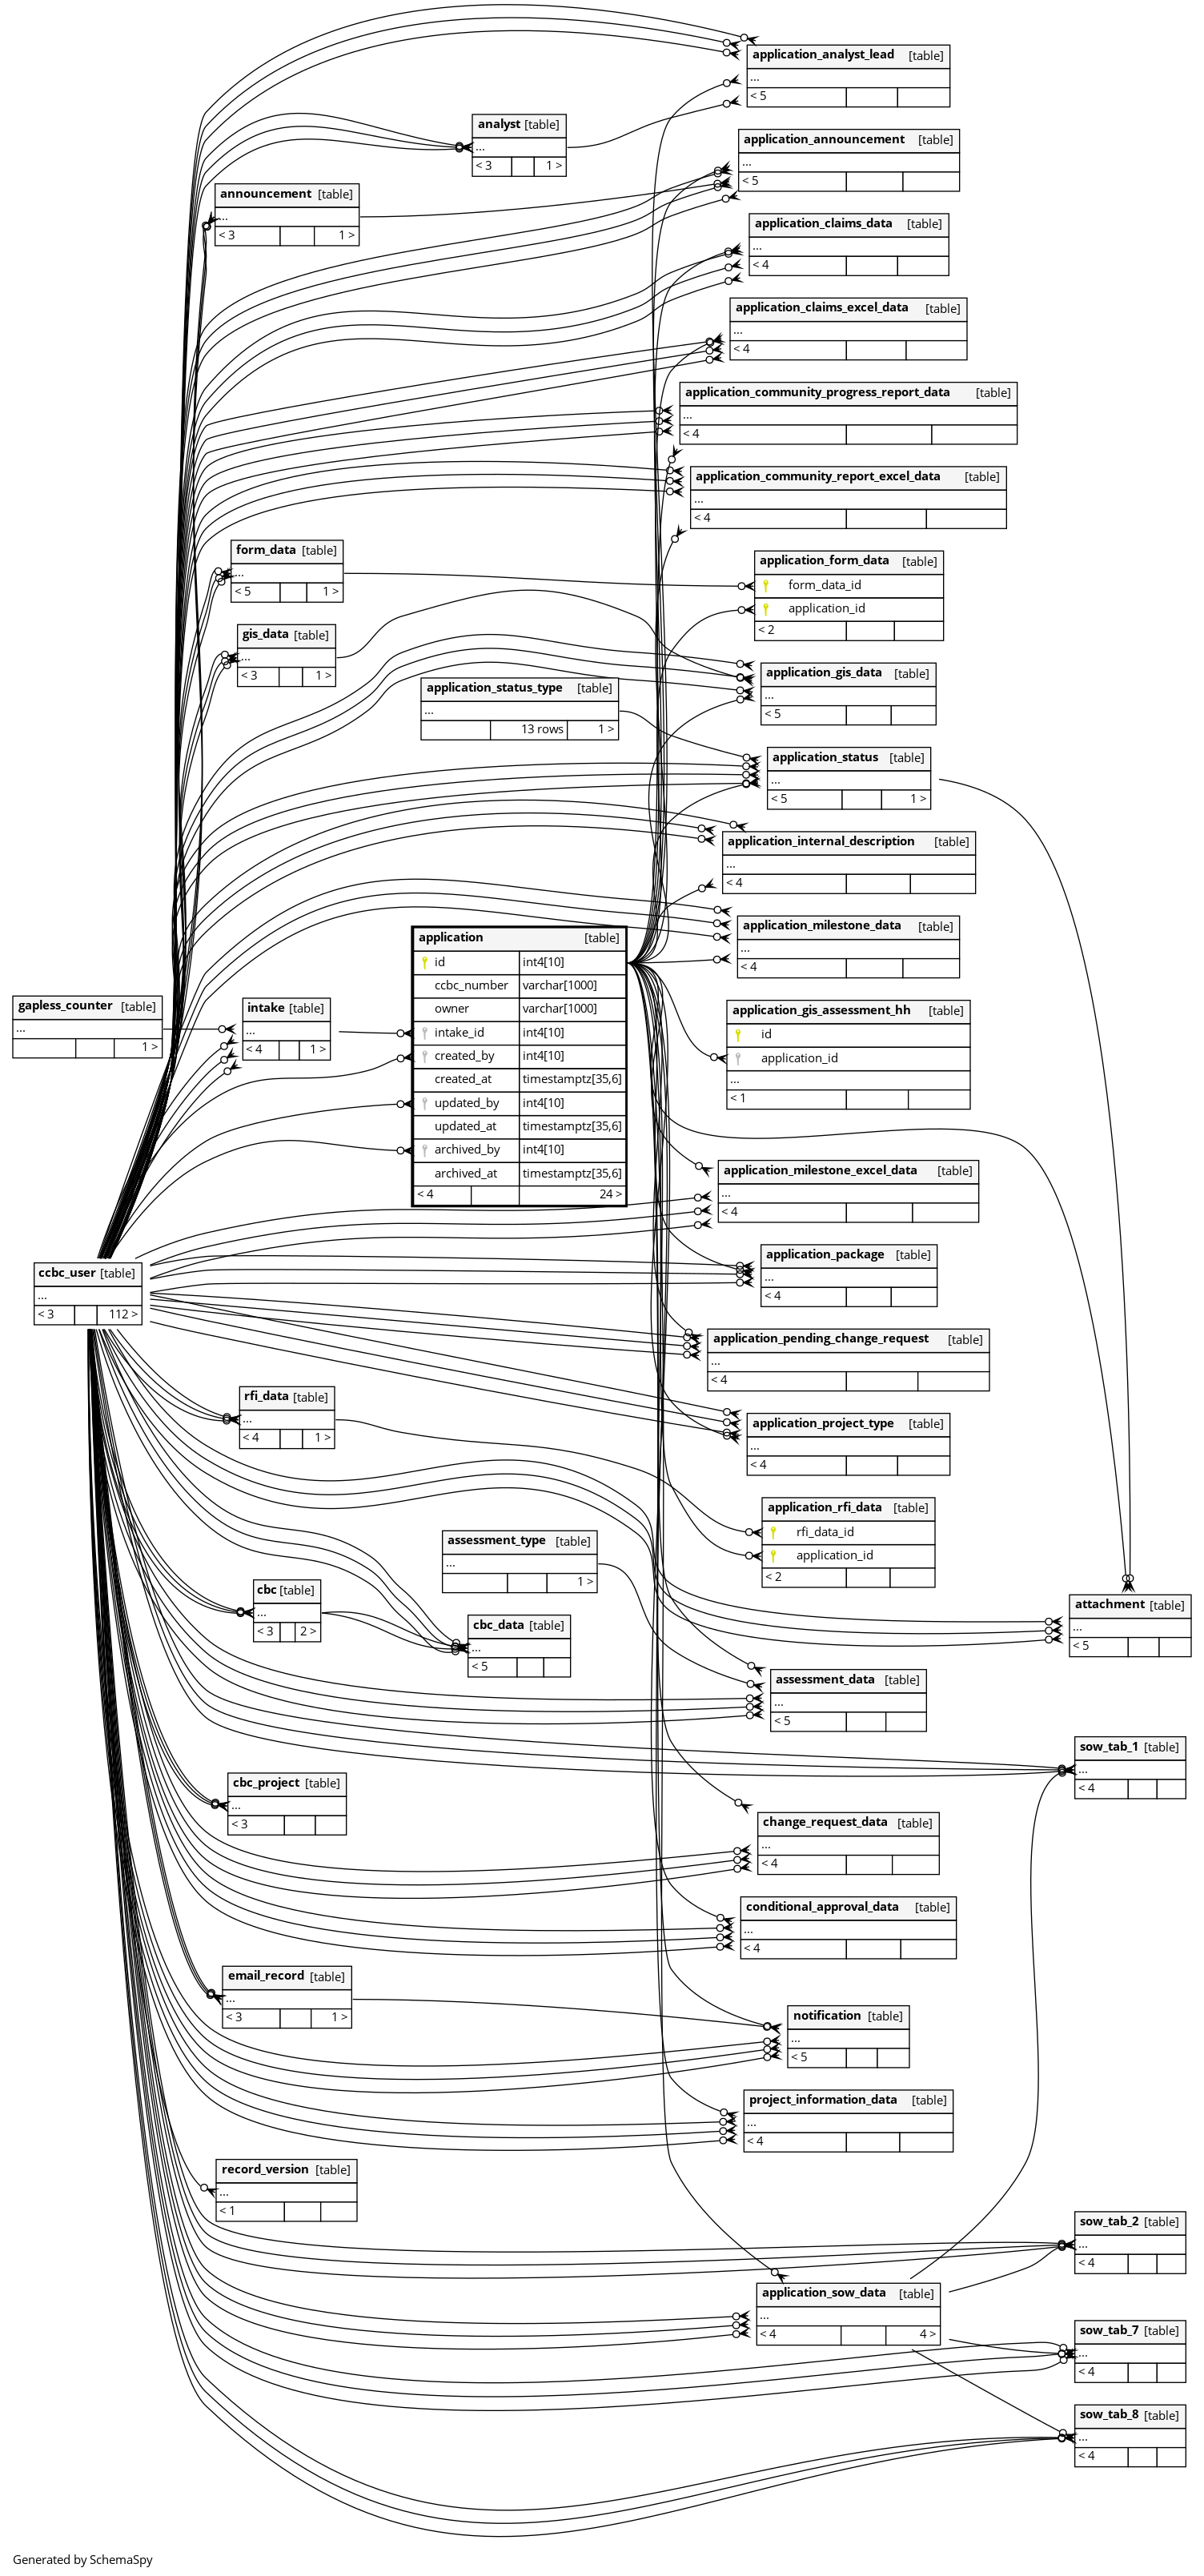 application_analyst_lead [table]
...
< 5
analyst [table]
...
< 3 1 >
application_announcement [table]
...
< 5
announcement [table]
...
< 3 1 >
application_claims_data [table]
...
< 4
application_claims_excel_data [table]
...
< 4
application_community_progress_report_data [table]
...
< 4
application_community_report_excel_data [table]
...
< 4
form_data [table]
...
< 5 1 >
application_form_data [table]
form_data_id
application_id
< 2
gis_data [table]
...
< 3 1 >
application_gis_data [table]
...
< 5
application_status_type [table]
...
13 rows 1 >
application_status [table]
...
< 5 1 >
application_internal_description [table]
...
< 4
application_milestone_data [table]
...
< 4
application [table]
id int4[10]
ccbc_number varchar[1000]
owner varchar[1000]
intake_id int4[10]
created_by int4[10]
created_at timestamptz[35,6]
updated_by int4[10]
updated_at timestamptz[35,6]
archived_by int4[10]
archived_at timestamptz[35,6]
< 4 24 >
gapless_counter [table]
...
1 >
intake [table]
...
< 4 1 >
application_gis_assessment_hh [table]
id
application_id
...
< 1
application_milestone_excel_data [table]
...
< 4
ccbc_user [table]
...
< 3 112 >
application_package [table]
...
< 4
application_pending_change_request [table]
...
< 4
rfi_data [table]
...
< 4 1 >
application_project_type [table]
...
< 4
application_rfi_data [table]
rfi_data_id
application_id
< 2
assessment_type [table]
...
1 >
cbc [table]
...
< 3 2 >
cbc_data [table]
...
< 5
attachment [table]
...
< 5
assessment_data [table]
...
< 5
sow_tab_1 [table]
...
< 4
cbc_project [table]
...
< 3
change_request_data [table]
...
< 4
conditional_approval_data [table]
...
< 4
email_record [table]
...
< 3 1 >
notification [table]
...
< 5
project_information_data [table]
...
< 4
record_version [table]
...
< 1
sow_tab_2 [table]
...
< 4
application_sow_data [table]
...
< 4 4 >
sow_tab_7 [table]
...
< 4
sow_tab_8 [table]
...
< 4
Generated by SchemaSpy